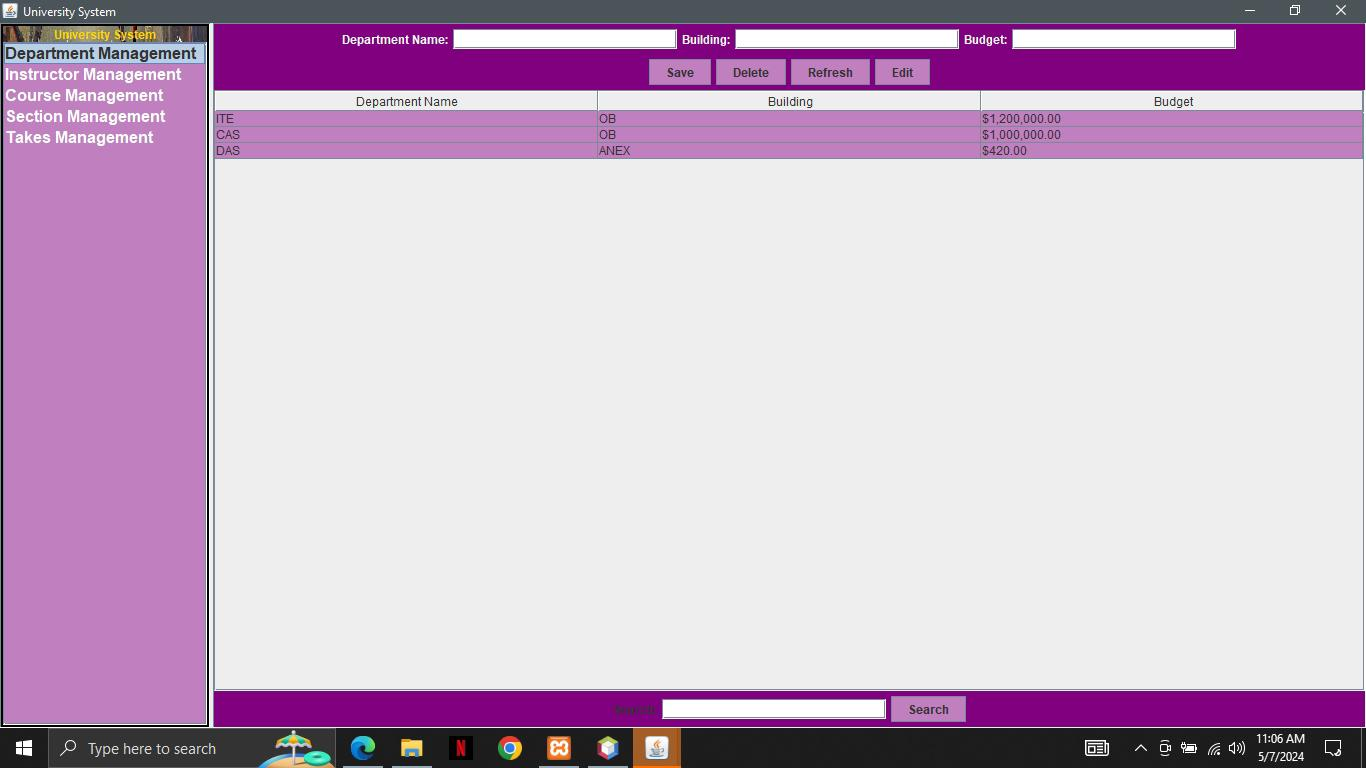 University System
University System
Department Management
Instructor Management
Course Management
Section Management
Takes Management
Department Name: Building: Budget:
Save Delete Refresh Edit
Department Name Building Budget
ITE OB $1,200,000.00
CAS OB $1,000,000.00
DAS ANEX $420.00
Search: Search
Type here to search
N
11:06 AM
5/7/2024